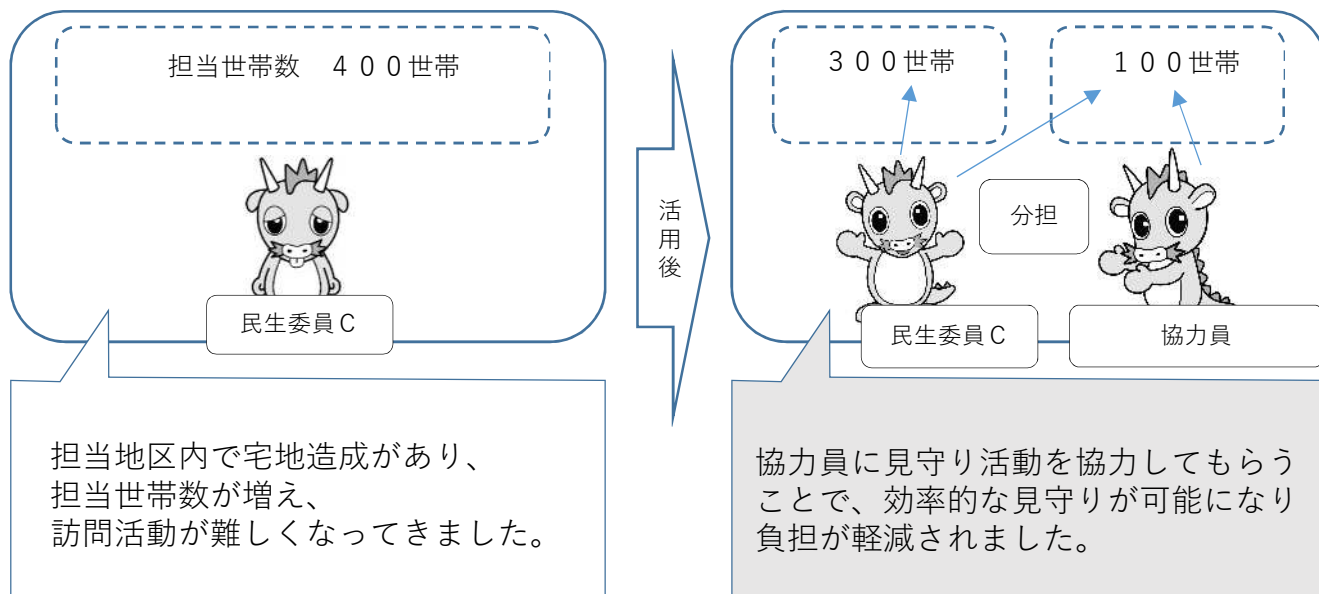 担当世帯数　４００世帯
民生委員Ｃ
担当地区内で宅地造成があり、
担当世帯数が増え、
訪問活動が難しくなってきました。
活用後
３００世帯
１００世帯
分担
民生委員Ｃ
協力員
協力員に見守り活動を協力してもらう
ことで、効率的な見守りが可能になり
負担が軽減されました。